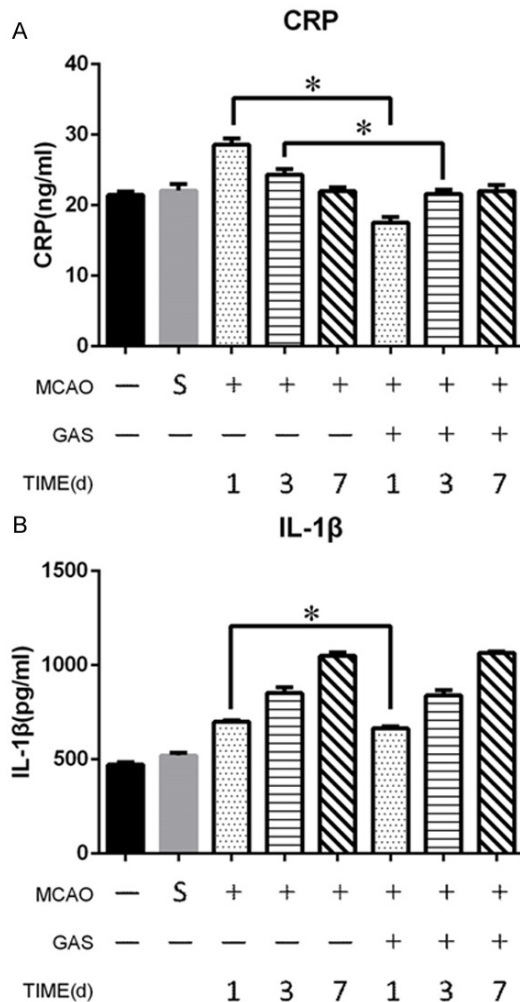 A
CRP
CRP(ng/ml)
40
30
20
10
0
*
*
MCAO — S + + + + + +
GAS — — — — — + + +
TIME(d) 1 3 7 1 3 7
B
IL-1β
IL-1β(pg/ml)
1500
1000
500
0
*
MCAO — S + + + + + +
GAS — — — — — + + +
TIME(d) 1 3 7 1 3 7